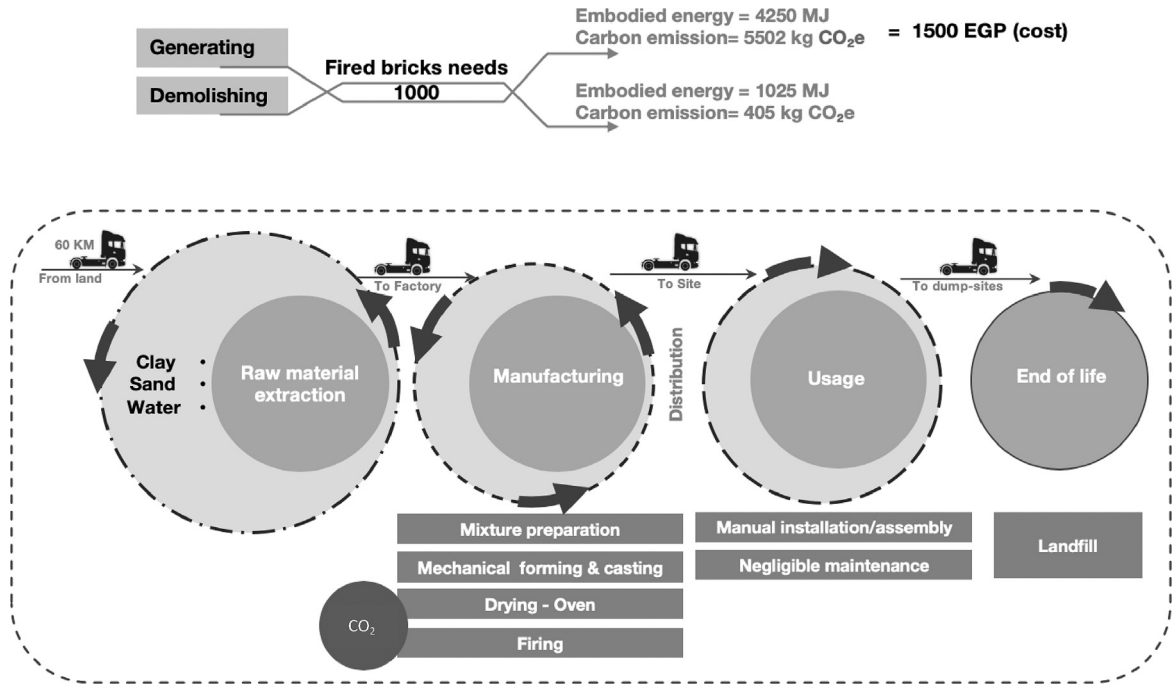 Generating
Demolishing
Fired bricks needs
1000
Embodied energy = 4250 MJ
Carbon emission= 5502 kg CO₂e
= 1500 EGP (cost)
Embodied energy = 1025 MJ
Carbon emission= 405 kg CO₂e
60 KM
From land
To Factory
To Site
To dump-sites
Clay •
Sand •
Water •
Raw material
extraction
Manufacturing
Distribution
Usage
End of life
Mixture preparation
Mechanical forming & casting
Drying - Oven
Firing
CO₂
Manual installation/assembly
Negligible maintenance
Landfill